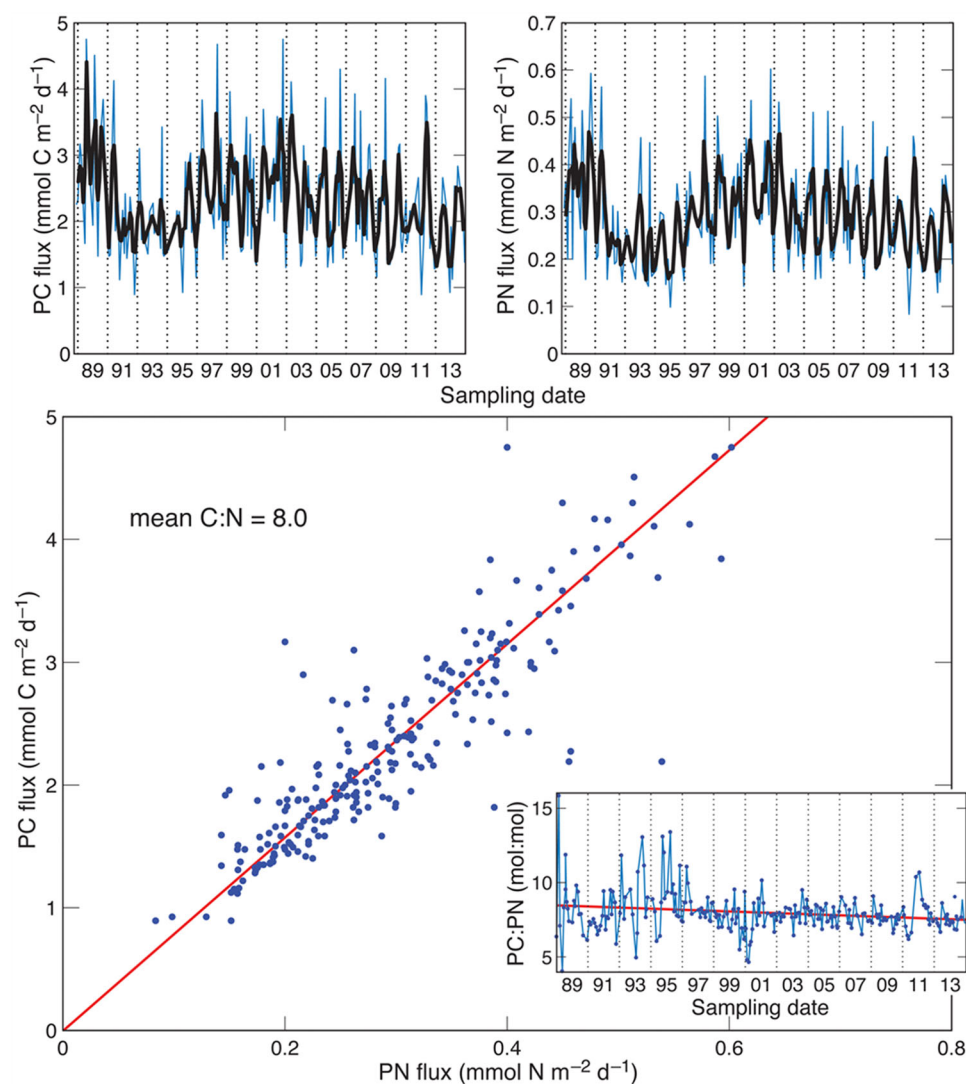 5
4
3
2
1
0
PC flux (mmol C m⁻² d⁻¹)
89 91 93 95 97 99 01 03 05 07 09 11 13
0.7
0.6
0.5
0.4
0.3
0.2
0.1
0
PN flux (mmol N m⁻² d⁻¹)
89 91 93 95 97 99 01 03 05 07 09 11 13
Sampling date
5
4
3
2
1
0
PC flux (mmol C m⁻² d⁻¹)
mean C:N = 8.0
15
10
5
PC:PN (mol:mol)
89 91 93 95 97 99 01 03 05 07 09 11 13
Sampling date
0 0.2 0.4 0.6 0.8
PN flux (mmol N m⁻² d⁻¹)